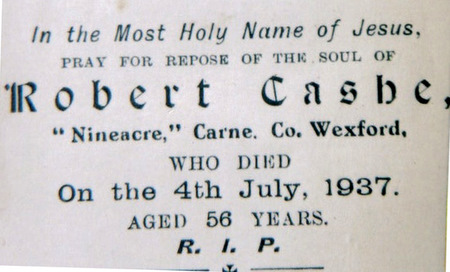 In the Most Holy Name of Jesus,
PRAY FOR REPOSE OF THE SOUL OF
Robert Cashe,
"Nineacre," Carne. Co. Wexford,
WHO DIED
On the 4th July, 1937.
AGED 56 YEARS.
R. I. P.